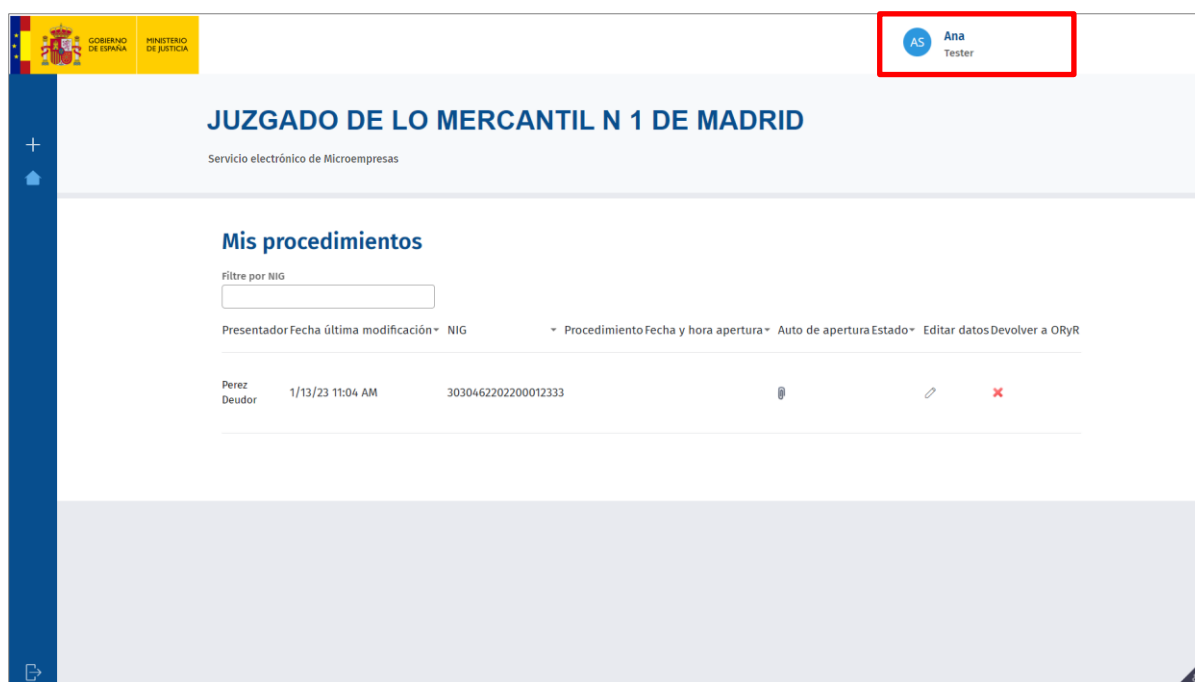 GOBIERNO DE ESPAÑA
MINISTERIO DE JUSTICIA
AS
Ana
Tester
JUZGADO DE LO MERCANTIL N 1 DE MADRID
Servicio electrónico de Microempresas
Mis procedimientos
Filtre por NIG
Presentador Fecha última modificación NIG Procedimiento Fecha y hora apertura Auto de apertura Estado Editar datos Devolver a ORyR
Perez
Deudor
1/13/23 11:04 AM 3030462202200012333